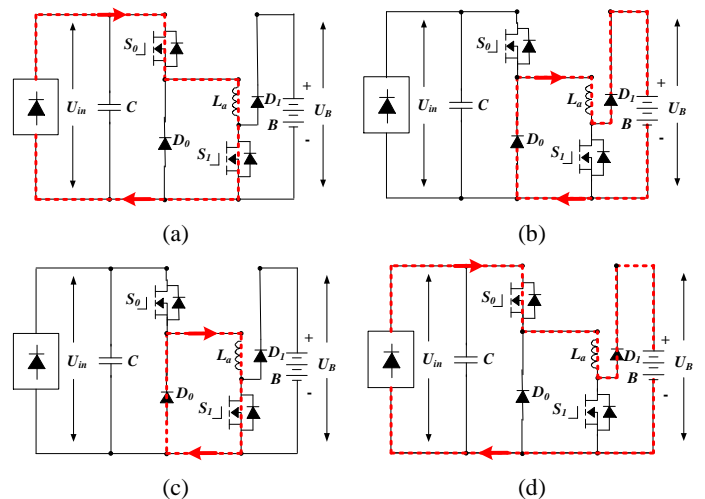 S0
Uin
C
La
D1
+
UB
D0
B
S1
-
(a)
S0
Uin
C
La
D1
+
UB
D0
B
S1
-
(b)
S0
Uin
C
La
D1
+
UB
D0
B
S1
-
(c)
S0
Uin
C
La
D1
+
UB
D0
B
S1
-
(d)